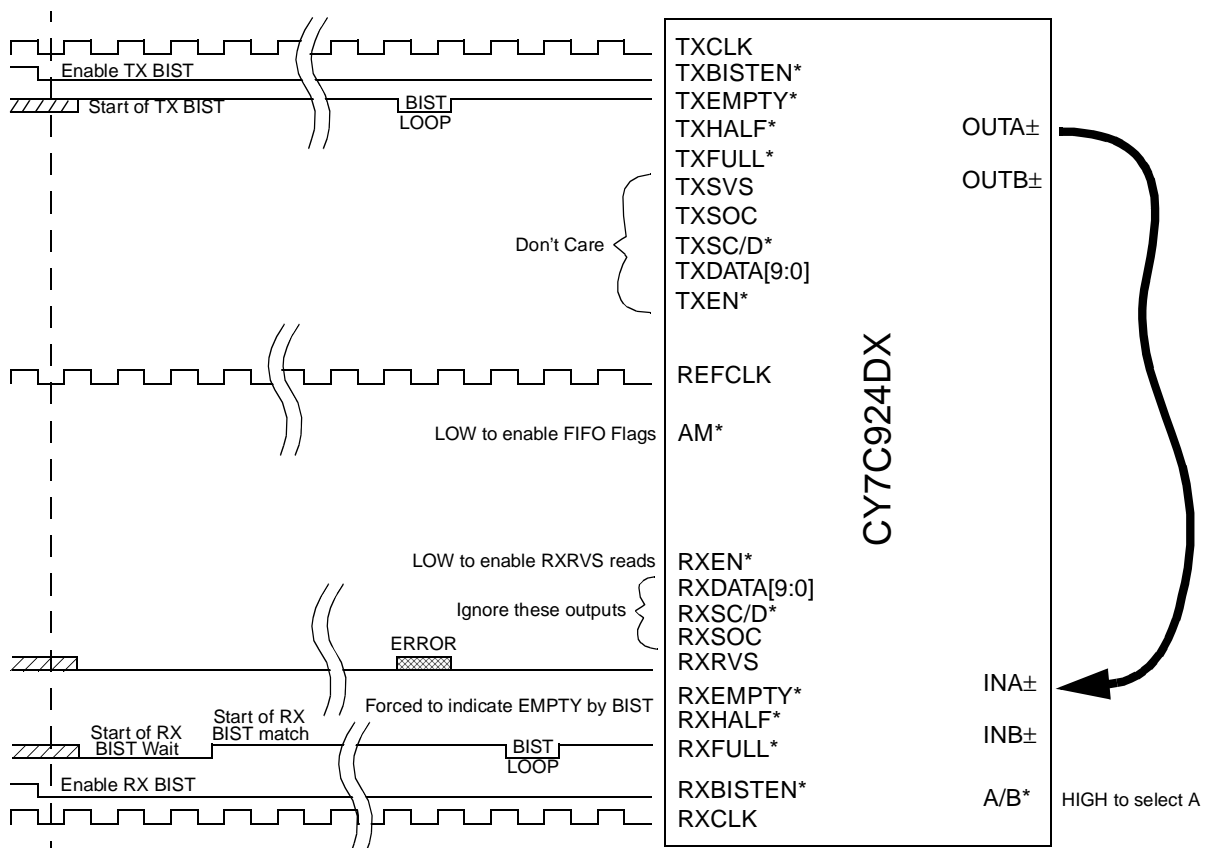 TXCLK
Enable TX BIST
TXBISTEN*
Start of TX BIST
BIST
LOOP
TXEMPTY*
TXHALF*
OUTA±
TXFULL*
TXSVS
OUTB±
TXSOC
Don't Care
TXSC/D*
TXDATA[9:0]
TXEN*
REFCLK
CY7C924DX
LOW to enable FIFO Flags
AM*
LOW to enable RXRVS reads
RXEN*
RXDATA[9:0]
Ignore these outputs
RXSC/D*
RXSOC
ERROR
RXRVS
INA±
RXEMPTY*
Forced to indicate EMPTY by BIST
RXHALF*
Start of RX
BIST Wait
Start of RX
BIST match
BIST
LOOP
RXFULL*
INB±
Enable RX BIST
RXBISTEN*
A/B*
HIGH to select A
RXCLK